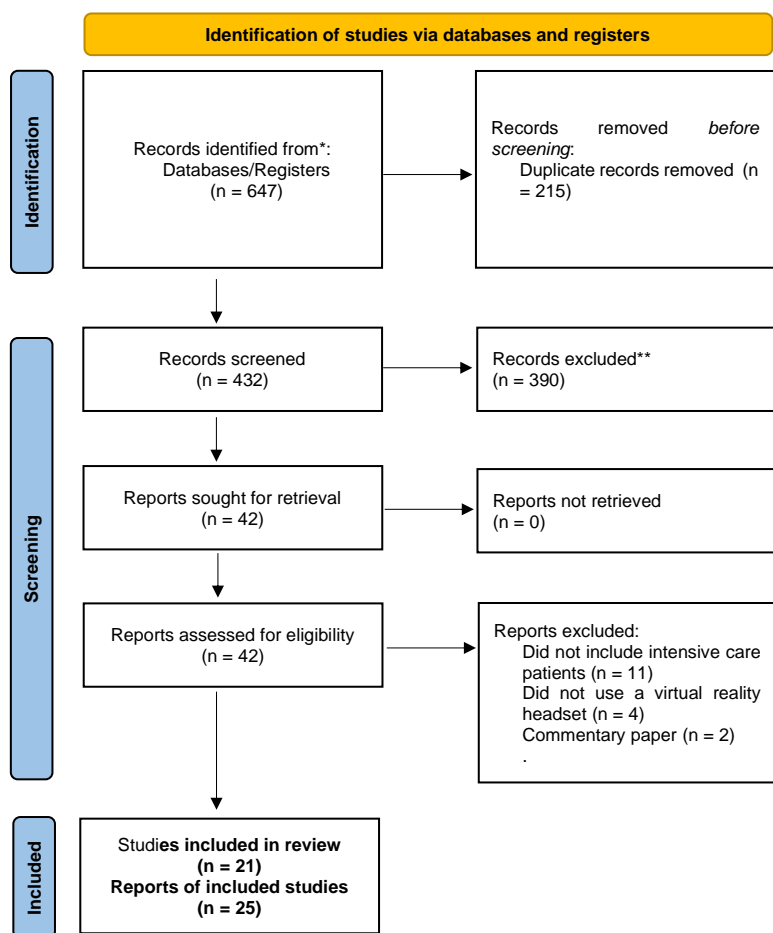 Identification of studies via databases and registers
Identification
Records identified from*:
Databases/Registers
(n = 647)
Records removed before
screening:
Duplicate records removed (n
= 215)
Screening
Records screened
(n = 432)
Records excluded**
(n = 390)
Reports sought for retrieval
(n = 42)
Reports not retrieved
(n = 0)
Reports assessed for eligibility
(n = 42)
Reports excluded:
Did not include intensive care
patients (n = 11)
Did not use a virtual reality
headset (n = 4)
Commentary paper (n = 2)
.
Included
Studies included in review
(n = 21)
Reports of included studies
(n = 25)